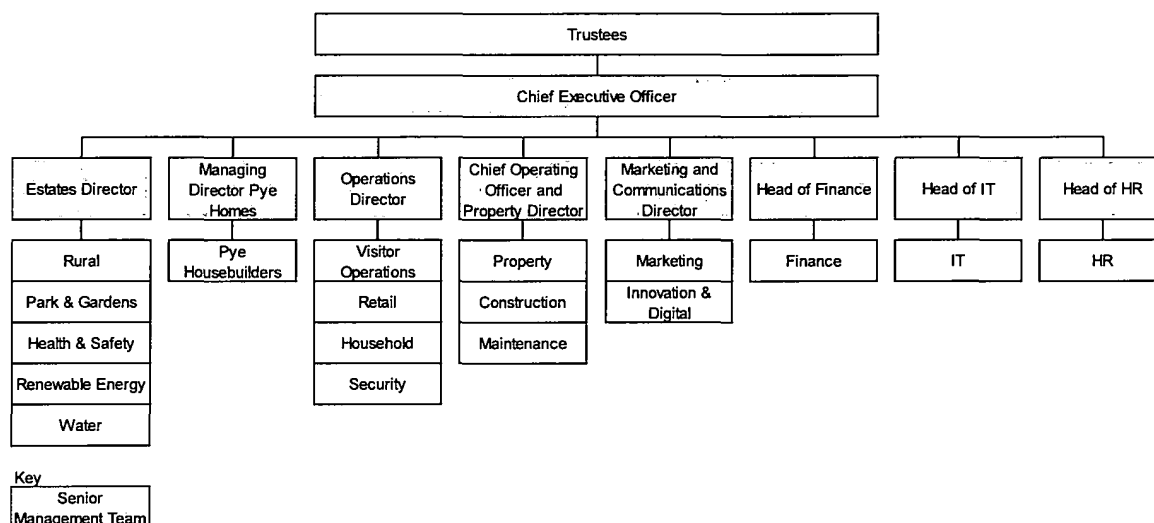 Trustees
Chief Executive Officer
Estates Director
Managing
Director Pye
Homes
Operations
Director
Chief Operating
Officer and
Property Director
Marketing and
Communications
Director
Head of Finance
Head of IT
Head of HR
Rural
Park & Gardens
Health & Safety
Renewable Energy
Water
Pye
Housebuilders
Visitor
Operations
Retail
Household
Security
Property
Construction
Maintenance
Marketing
Innovation &
Digital
Finance
IT
HR
Key
Senior
Management Team